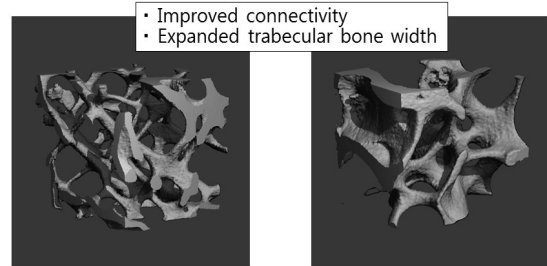 · Improved connectivity
· Expanded trabecular bone width